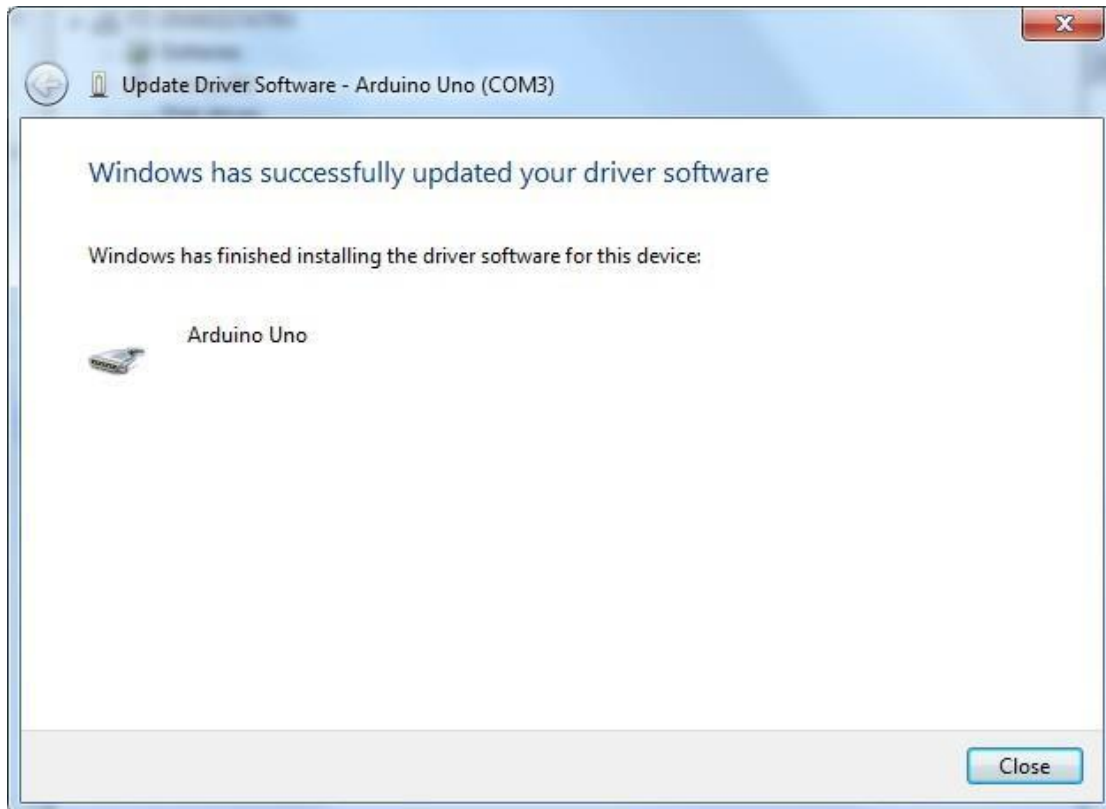 Update Driver Software - Arduino Uno (COM3)
Windows has successfully updated your driver software
Windows has finished installing the driver software for this device:
Arduino Uno
Close